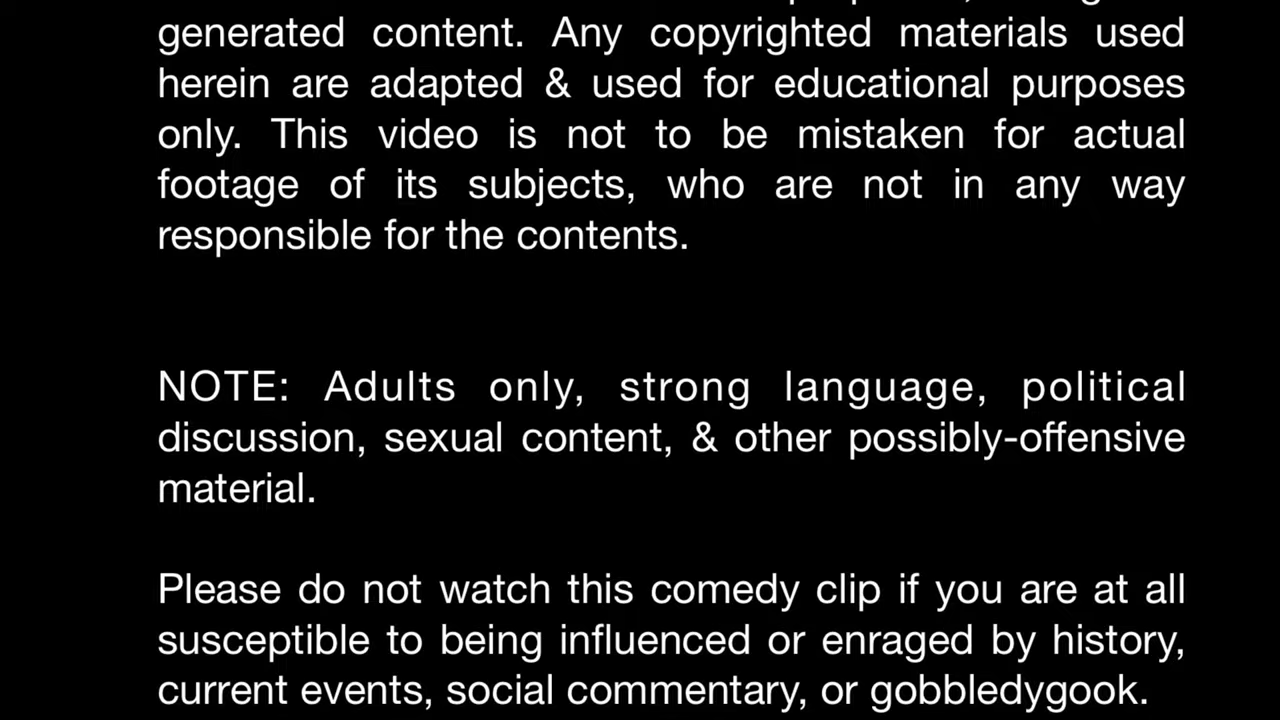 generated content. Any copyrighted materials used
herein are adapted & used for educational purposes
only. This video is not to be mistaken for actual
footage of its subjects, who are not in any way
responsible for the contents.
NOTE: Adults only, strong language, political
discussion, sexual content, & other possibly-offensive
material.
Please do not watch this comedy clip if you are at all
susceptible to being influenced or enraged by history,
current events, social commentary, or gobbledygook.